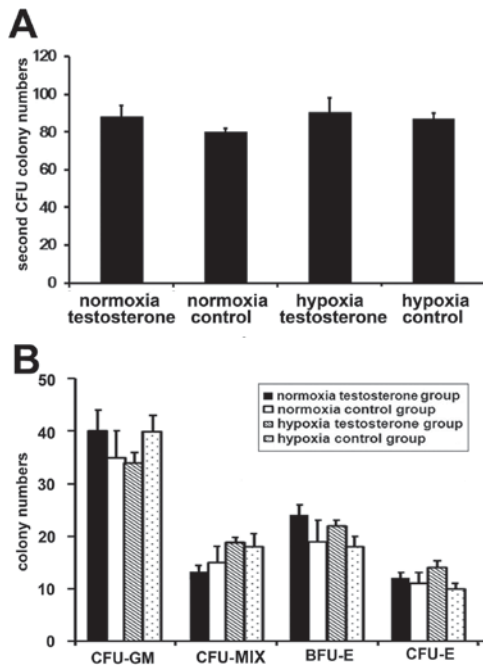 A
second CFU colony numbers
120
100
80
60
40
20
0
normoxia testosterone
normoxia control
hypoxia testosterone
hypoxia control
B
colony numbers
50
40
30
20
10
0
normoxia testosterone group
normoxia control group
hypoxia testosterone group
hypoxia control group
CFU-GM
CFU-MIX
BFU-E
CFU-E